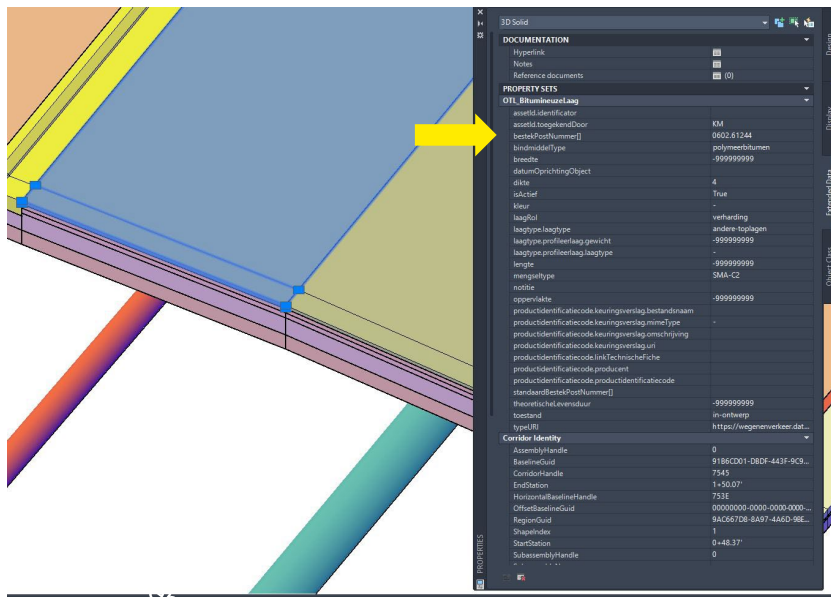 3D Solid
DOCUMENTATION
Hyperlink
Notes
Reference documents (0)
PROPERTY SETS
OTL_BitumineuzeLaag
assetId.identificator
assetId.toegekendDoor KM
bestekPostNummer[] 0602.61244
bindmiddelType polymeerbitumen
breedte -999999999
datumOprichtingObject
dikte 4
isActief True
kleur -
laagRol verharding
laagtype.laagtype andere-toplagen
laagtype.profileerlaag.gewicht -999999999
laagtype.profileerlaag.laagtype -
lengte -999999999
mengseltype SMA-C2
notitie
oppervlakte -999999999
productidentificatiecode.keuringsverslag.bestandsnaam
productidentificatiecode.keuringsverslag.mimeType -
productidentificatiecode.keuringsverslag.omschrijving
productidentificatiecode.keuringsverslag.uri
productidentificatiecode.linkTechnischeFiche
productidentificatiecode.producent
productidentificatiecode.productidentificatiecode
standaardBestekPostNummer[]
theoretischeLevensduur -999999999
toestand in-ontwerp
typeURI https://wegenenverkeer.dat...
Corridor Identity
AssemblyHandle 0
BaselineGuid 91B6CD01-DBDF-443F-9C9...
CorridorHandle 7545
EndStation 1+50.07'
HorizontalBaselineHandle 753E
OffsetBaselineGuid 00000000-0000-0000-0000-...
RegionGuid 9AC667D8-8A97-4A6D-98E...
ShapeIndex 1
StartStation 0+48.37'
SubassemblyHandle 0
PROPERTIES
Design
Display
Extended Data
Object Class